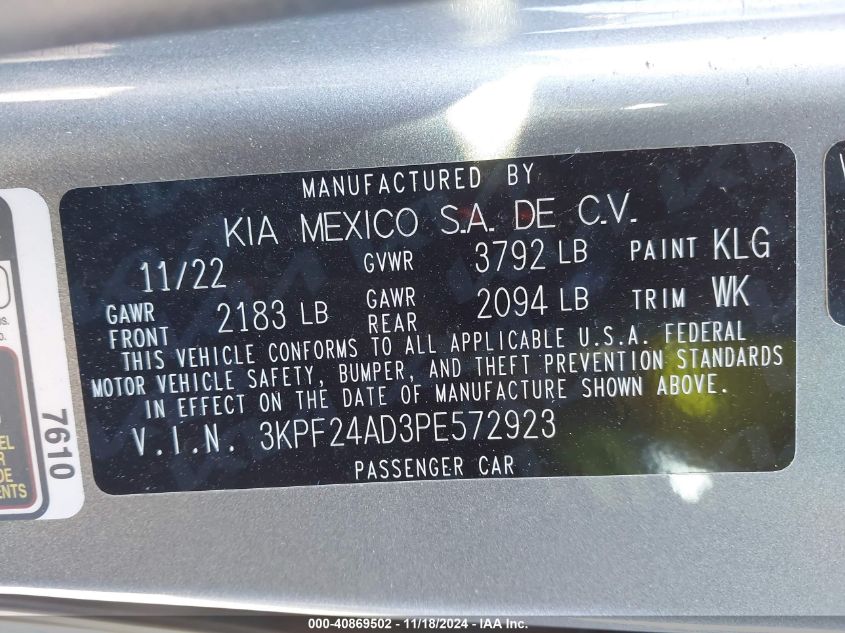 MANUFACTURED BY
KIA MEXICO S.A. DE C.V.
11/22 GVWR 3792 LB PAINT KLG
GAWR FRONT 2183 LB GAWR REAR 2094 LB TRIM WK
THIS VEHICLE CONFORMS TO ALL APPLICABLE U.S.A. FEDERAL
MOTOR VEHICLE SAFETY, BUMPER, AND THEFT PREVENTION STANDARDS
IN EFFECT ON THE DATE OF MANUFACTURE SHOWN ABOVE.
V.I.N. 3KPF24AD3PE572923
PASSENGER CAR
7610
000-40869502 - 11/18/2024 - IAA Inc.